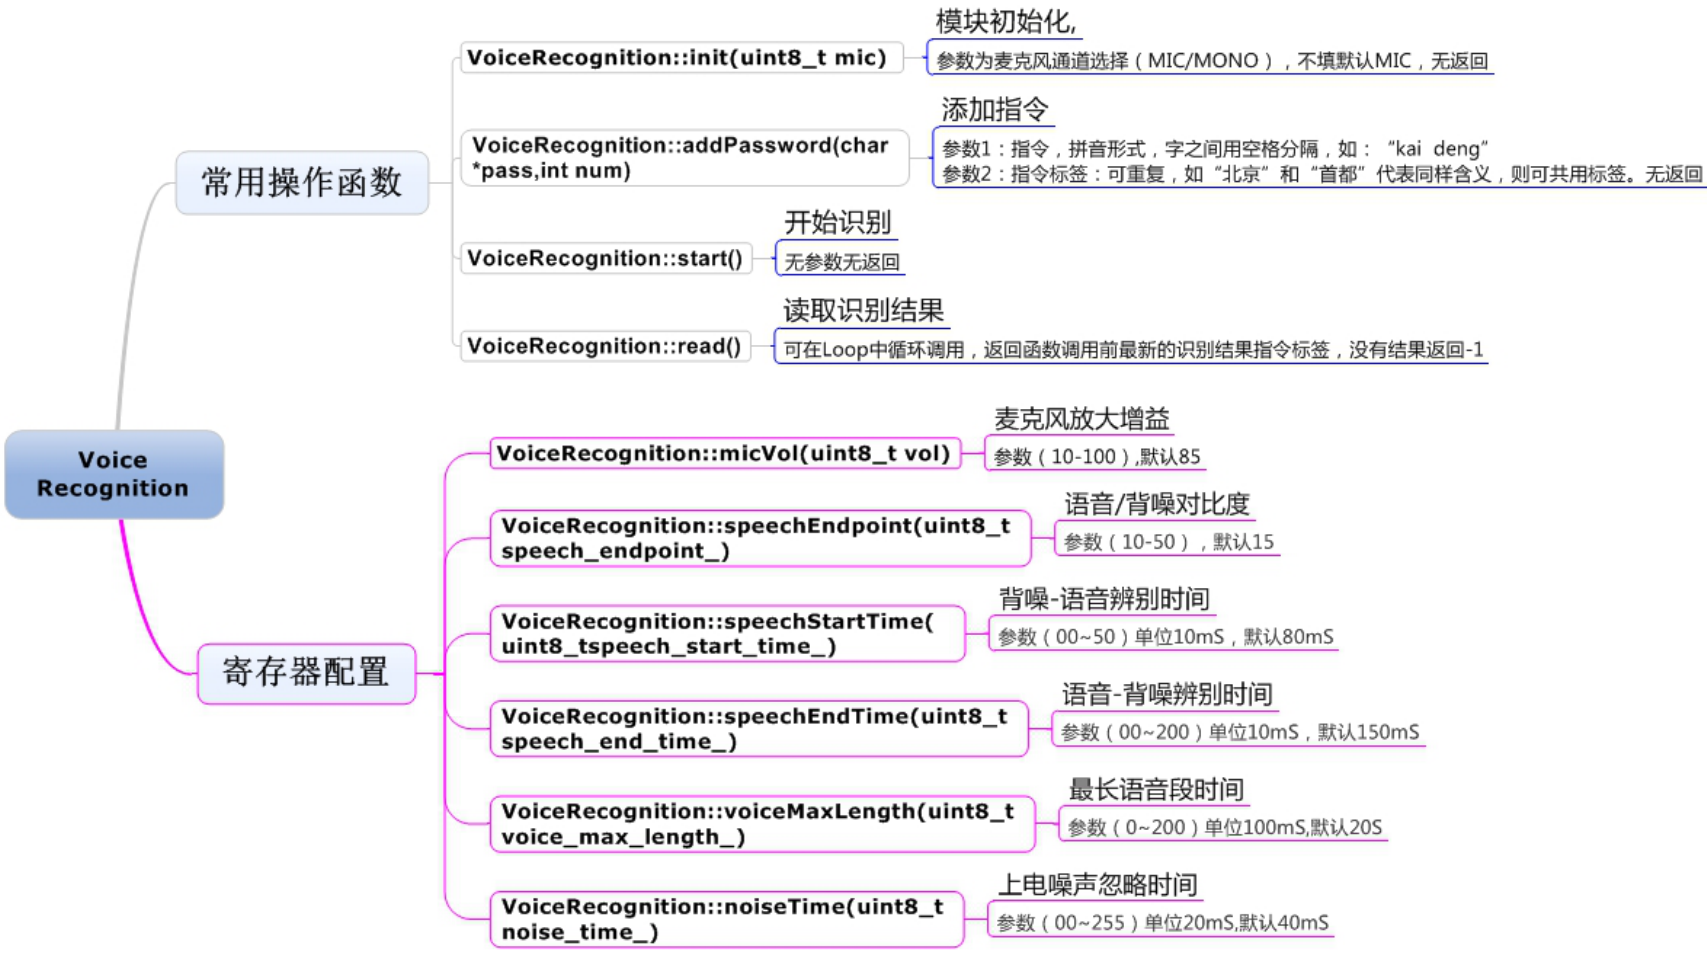 Voice
Recognition
常用操作函数
VoiceRecognition::init(uint8_t mic)
模块初始化,
参数为麦克风通道选择（MIC/MONO），不填默认MIC，无返回
VoiceRecognition::addPassword(char
*pass,int num)
添加指令
参数1：指令，拼音形式，字之间用空格分隔，如：“kai deng”
参数2：指令标签：可重复，如“北京”和“首都”代表同样含义，则可共用标签。无返回
VoiceRecognition::start()
开始识别
无参数无返回
VoiceRecognition::read()
读取识别结果
可在Loop中循环调用，返回函数调用前最新的识别结果指令标签，没有结果返回-1
寄存器配置
VoiceRecognition::micVol(uint8_t vol)
麦克风放大增益
参数（10-100）,默认85
VoiceRecognition::speechEndpoint(uint8_t
speech_endpoint_)
语音/背噪对比度
参数（10-50），默认15
VoiceRecognition::speechStartTime(
uint8_tspeech_start_time_)
背噪-语音辨别时间
参数（00~50）单位10mS，默认80mS
VoiceRecognition::speechEndTime(uint8_t
speech_end_time_)
语音-背噪辨别时间
参数（00~200）单位10mS，默认150mS
VoiceRecognition::voiceMaxLength(uint8_t
voice_max_length_)
最长语音段时间
参数（0~200）单位100mS,默认20S
VoiceRecognition::noiseTime(uint8_t
noise_time_)
上电噪声忽略时间
参数（00~255）单位20mS,默认40mS